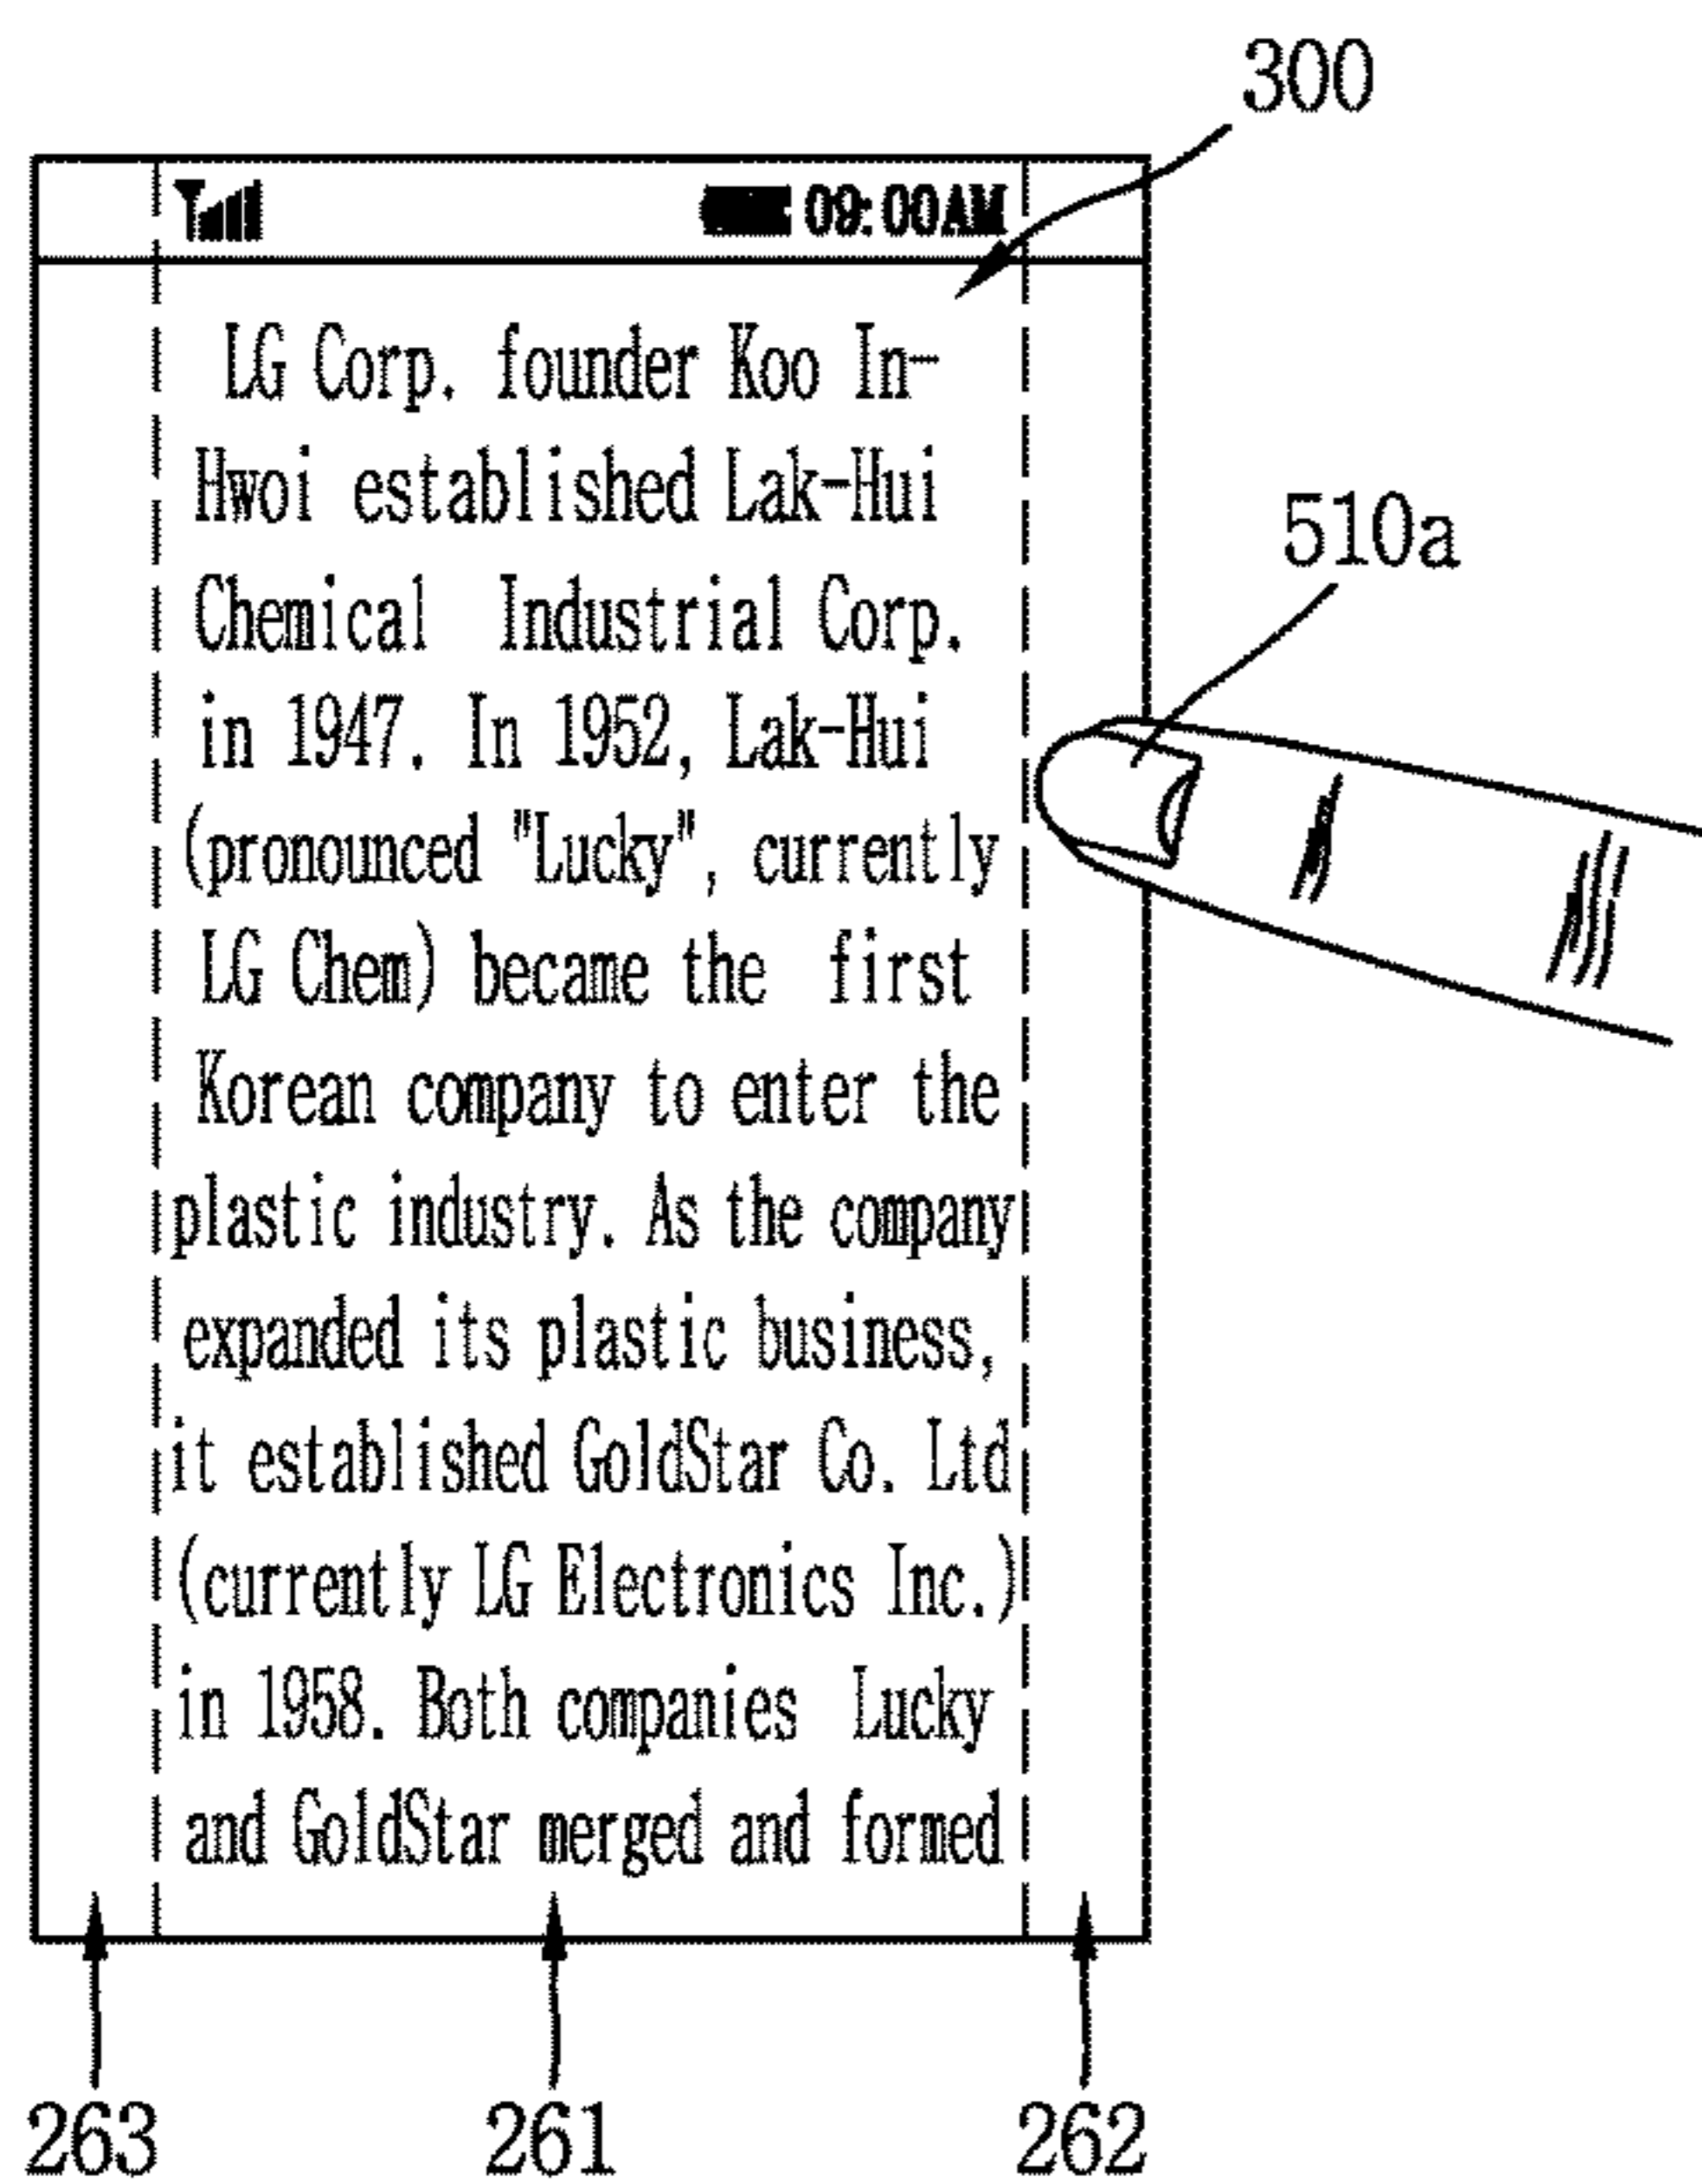 300
09:00AM
LG Corp. founder Koo In-
Hwoi established Lak-Hui
Chemical Industrial Corp.
in 1947. In 1952, Lak-Hui
(pronounced "Lucky", currently
LG Chem) became the first
Korean company to enter the
plastic industry. As the company
expanded its plastic business,
it established GoldStar Co. Ltd
(currently LG Electronics Inc.)
in 1958. Both companies Lucky
and GoldStar merged and formed
510a
263
261
262